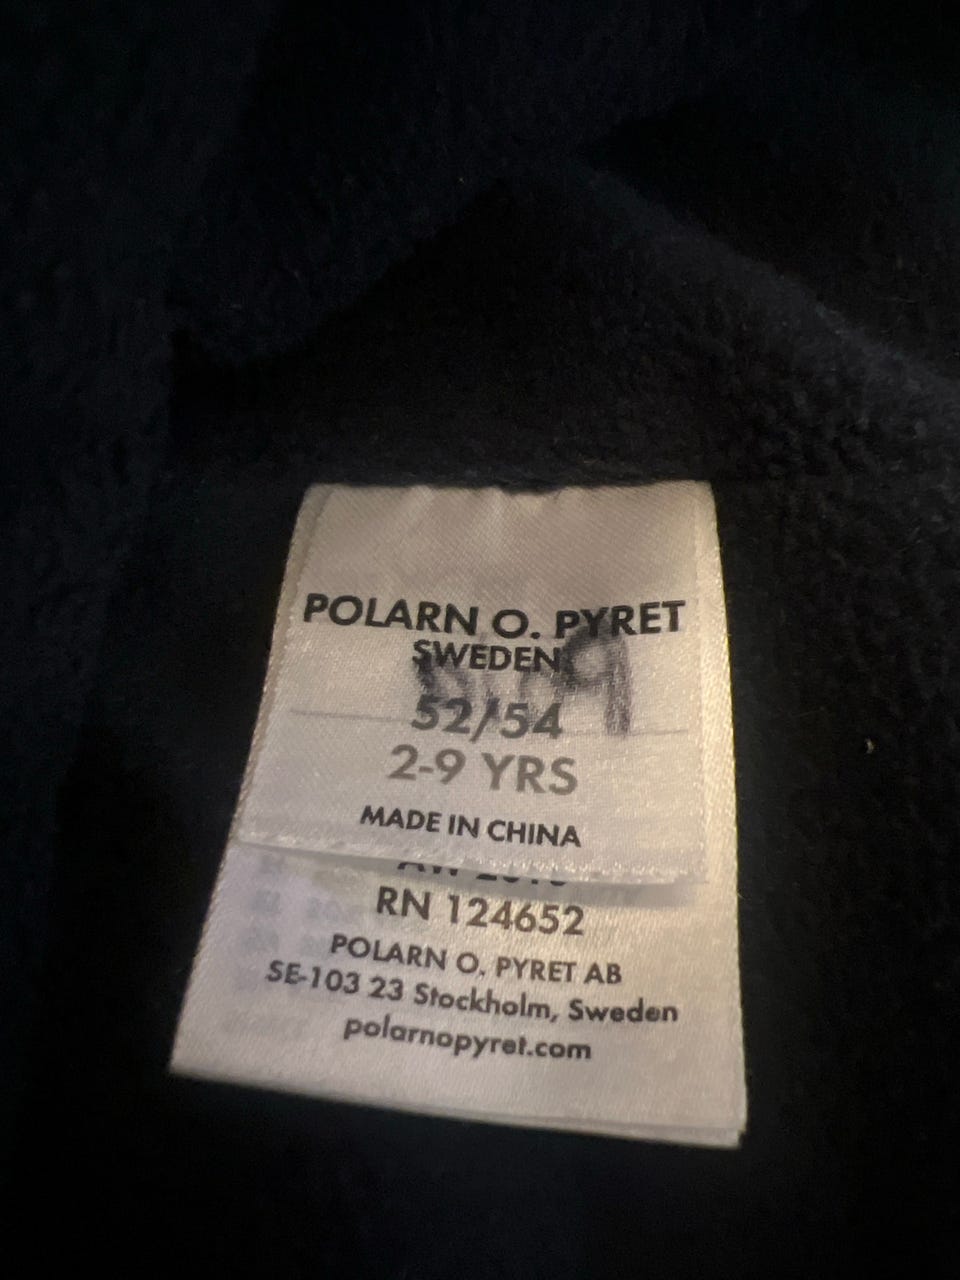 POLARN O. PYRET
SWEDEN
52/54
2-9 YRS
MADE IN CHINA
RN 124652
POLARN O. PYRET AB
SE-103 23 Stockholm, Sweden
polarnopyret.com